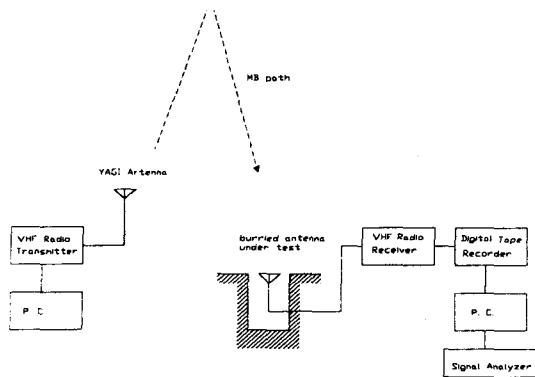 MB path
YAGI Antenna
VHF Radio
Transmitter
P. C.
burried antenna
under test
VHF Radio
Receiver
Digital Tape
Recorder
P. C.
Signal Analyzer